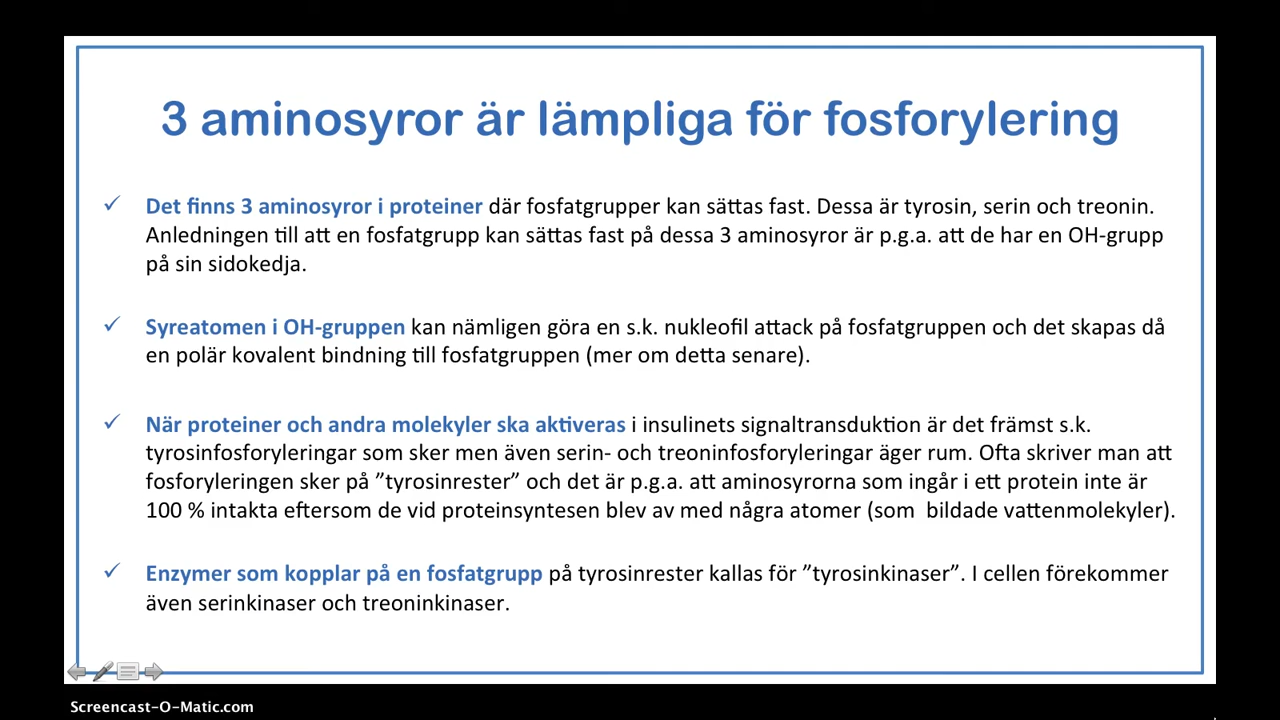 3 aminosyror är lämpliga för fosforylering
✓ Det finns 3 aminosyror i proteiner där fosfatgrupper kan sättas fast. Dessa är tyrosin, serin och treonin.
Anledningen till att en fosfatgrupp kan sättas fast på dessa 3 aminosyror är p.g.a. att de har en OH-grupp
på sin sidokedja.
✓ Syreatomen i OH-gruppen kan nämligen göra en s.k. nukleofil attack på fosfatgruppen och det skapas då
en polär kovalent bindning till fosfatgruppen (mer om detta senare).
✓ När proteiner och andra molekyler ska aktiveras i insulinets signaltransduktion är det främst s.k.
tyrosinfosforyleringar som sker men även serin- och treoninfosforyleringar äger rum. Ofta skriver man att
fosforyleringen sker på ”tyrosinrester” och det är p.g.a. att aminosyrorna som ingår i ett protein inte är
100 % intakta eftersom de vid proteinsyntesen blev av med några atomer (som  bildade vattenmolekyler).
✓ Enzymer som kopplar på en fosfatgrupp på tyrosinrester kallas för ”tyrosinkinaser”. I cellen förekommer
även serinkinaser och treoninkinaser.
Screencast-O-Matic.com